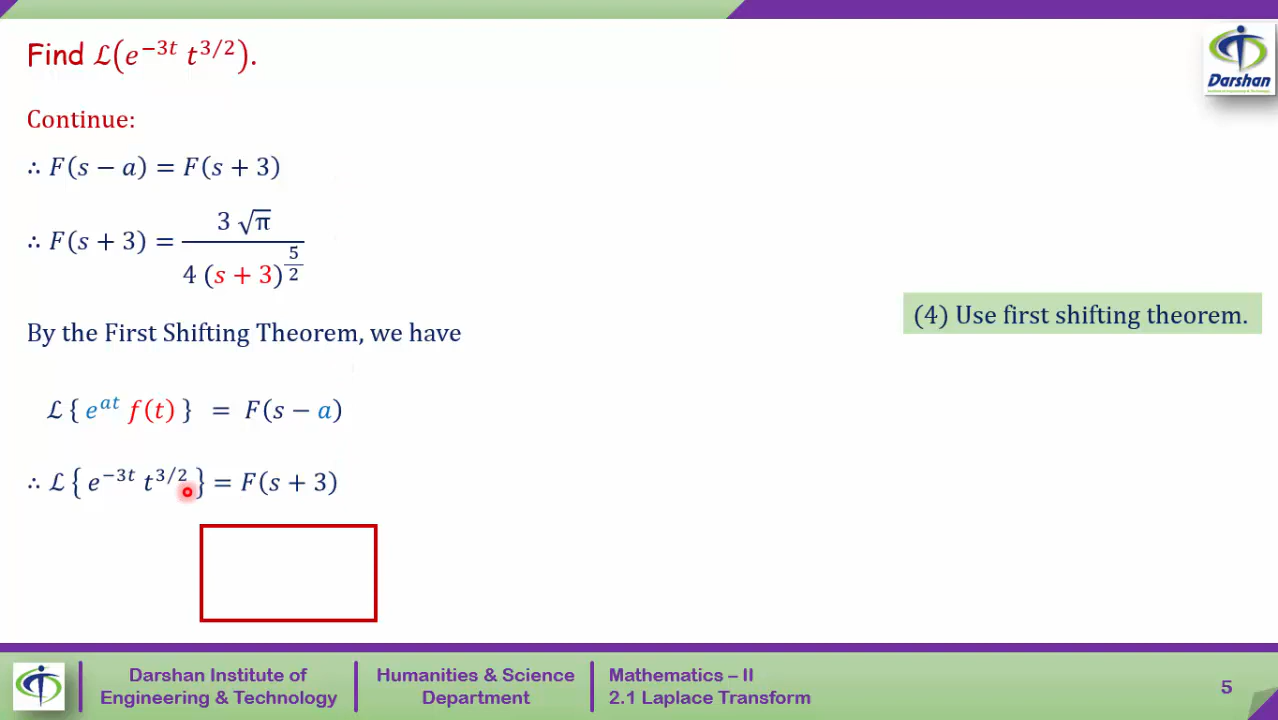 Find ℒ(e^{−3t} t^{3/2}).
Darshan
Continue:
∴ F(s − a) = F(s + 3)
∴ F(s + 3) = 3 √π / 4 (s + 3)^{5/2}
(4) Use first shifting theorem.
By the First Shifting Theorem, we have
ℒ { e^{at} f(t) } = F(s − a)
∴ ℒ { e^{−3t} t^{3/2} } = F(s + 3)
Darshan Institute of
Engineering & Technology
Humanities & Science
Department
Mathematics – II
2.1 Laplace Transform
5